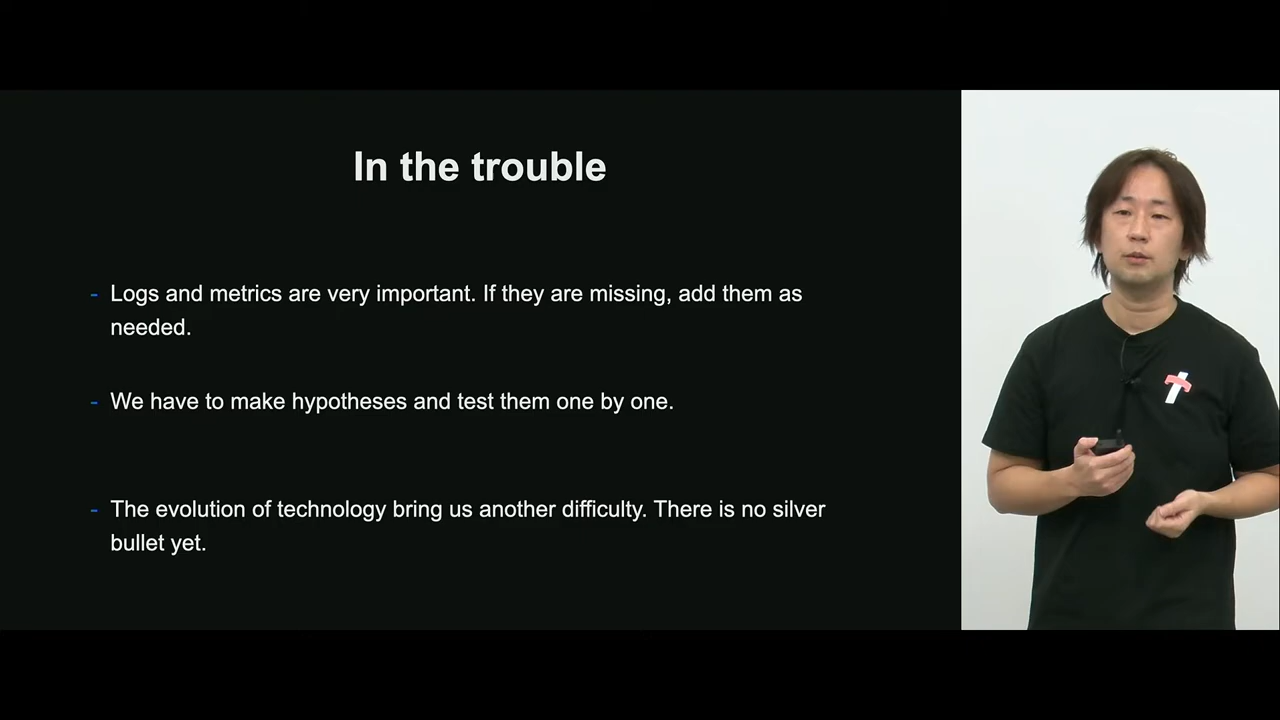 In the trouble
- Logs and metrics are very important. If they are missing, add them as
needed.
- We have to make hypotheses and test them one by one.
- The evolution of technology bring us another difficulty. There is no silver
bullet yet.